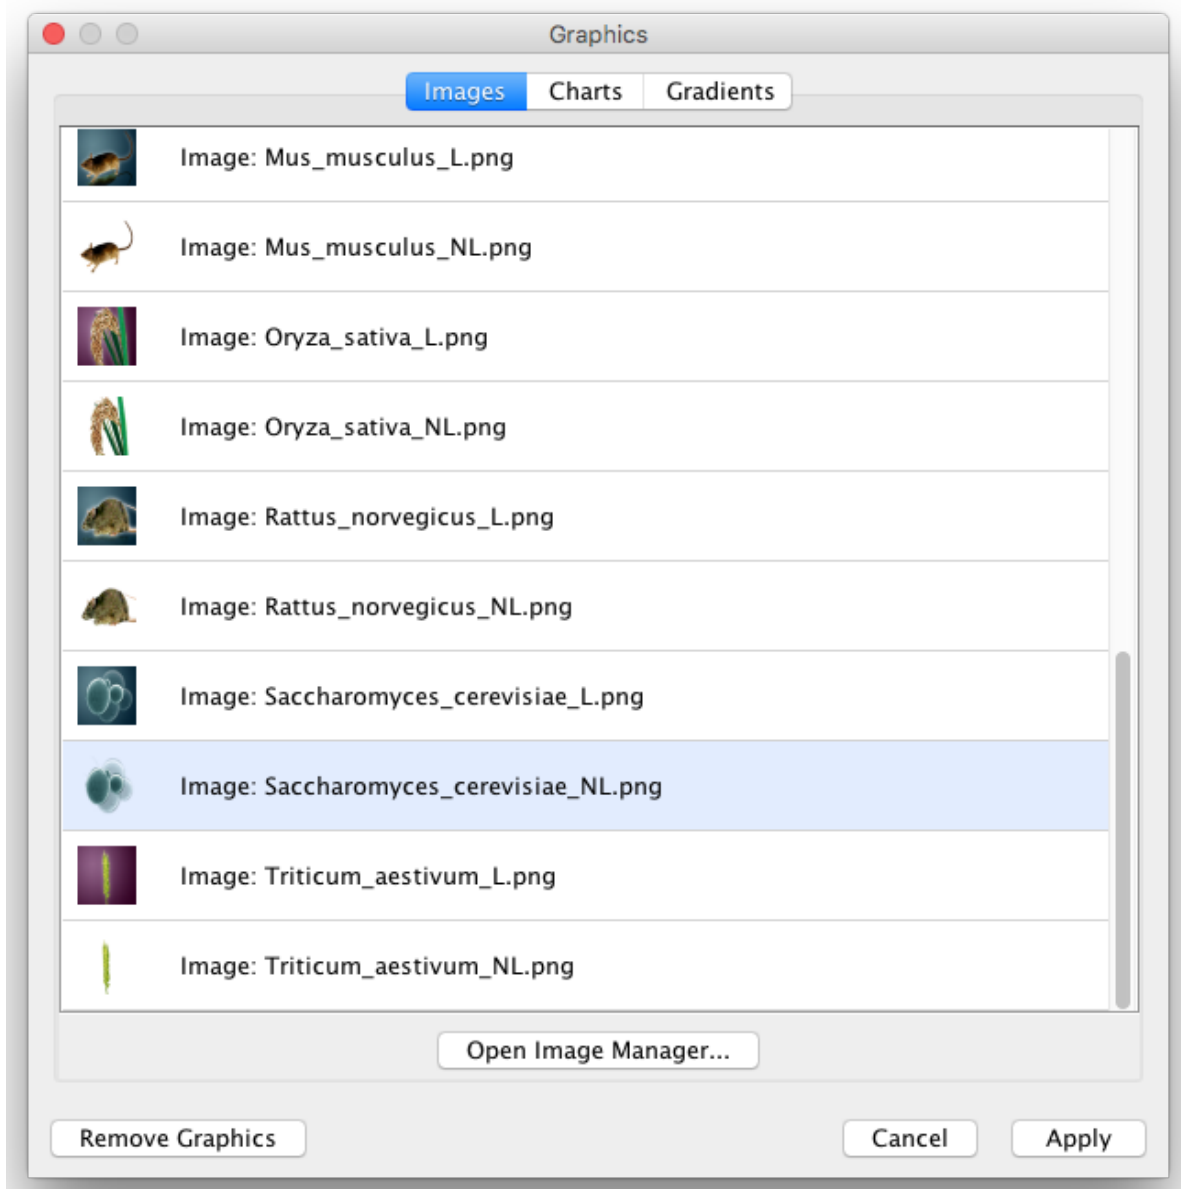 Graphics
Images Charts Gradients
Image: Mus_musculus_L.png
Image: Mus_musculus_NL.png
Image: Oryza_sativa_L.png
Image: Oryza_sativa_NL.png
Image: Rattus_norvegicus_L.png
Image: Rattus_norvegicus_NL.png
Image: Saccharomyces_cerevisiae_L.png
Image: Saccharomyces_cerevisiae_NL.png
Image: Triticum_aestivum_L.png
Image: Triticum_aestivum_NL.png
Open Image Manager...
Remove Graphics Cancel Apply